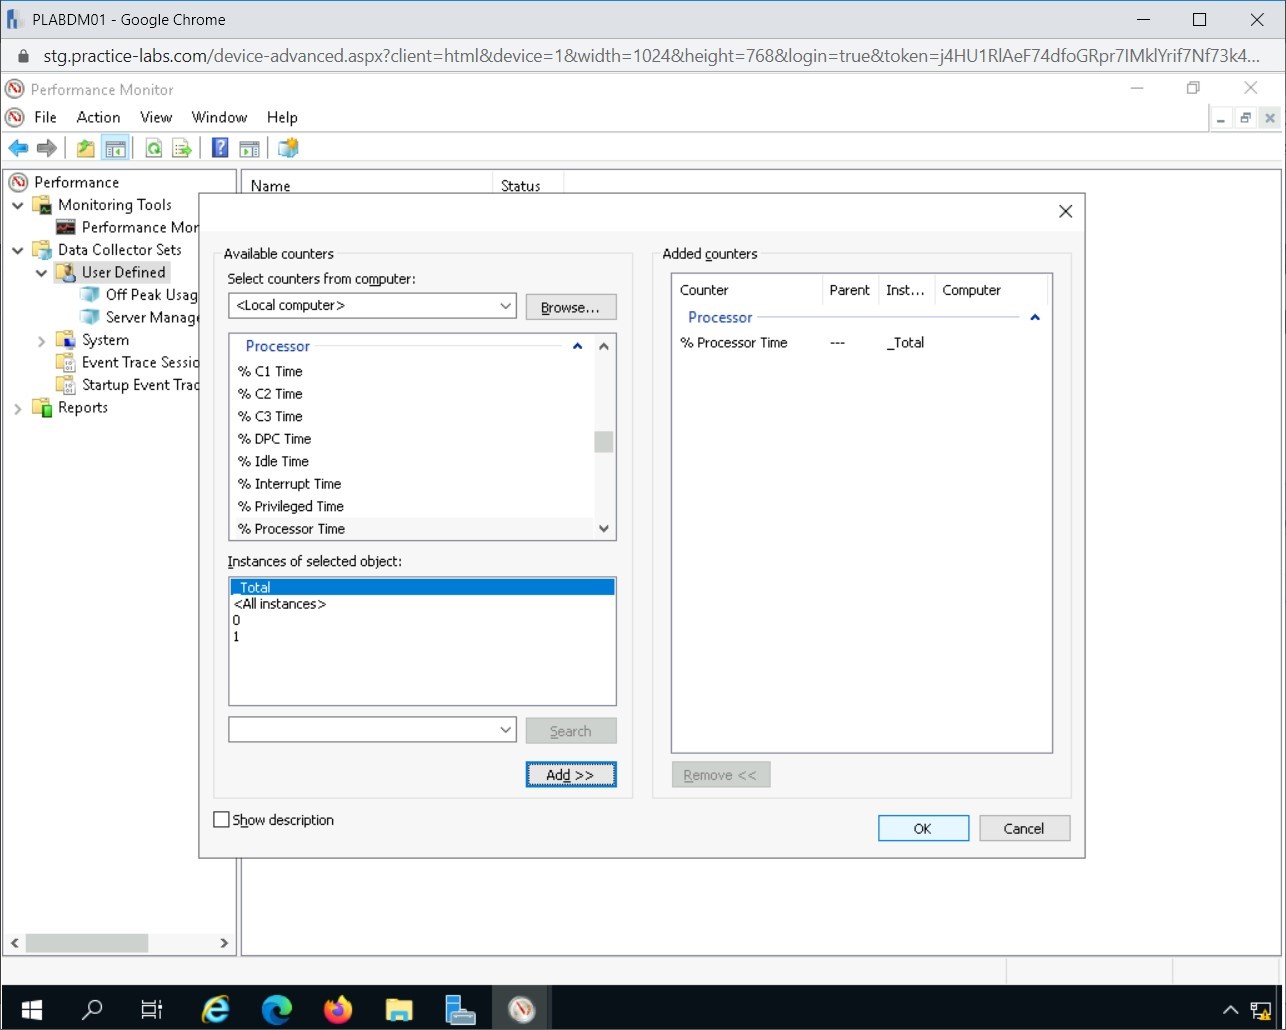 PLABDM01 - Google Chrome
stg.practice-labs.com/device-advanced.aspx?client=html&device=1&width=1024&height=768&login=true&token=j4HU1RlAeF74dfoGRpr7IMklYrif7Nf73k4...
Performance Monitor
File Action View Window Help
Performance
Monitoring Tools
Performance Mor
Data Collector Sets
User Defined
Off Peak Usag
Server Manage
System
Event Trace Sessio
Startup Event Trac
Reports
Name Status
Available counters
Select counters from computer:
<Local computer>
Browse...
Processor
% C1 Time
% C2 Time
% C3 Time
% DPC Time
% Idle Time
% Interrupt Time
% Privileged Time
% Processor Time
Instances of selected object:
_Total
<All instances>
0
1
Search
Add >>
Show description
Added counters
Counter Parent Inst... Computer
Processor
% Processor Time --- _Total
Remove <<
OK
Cancel